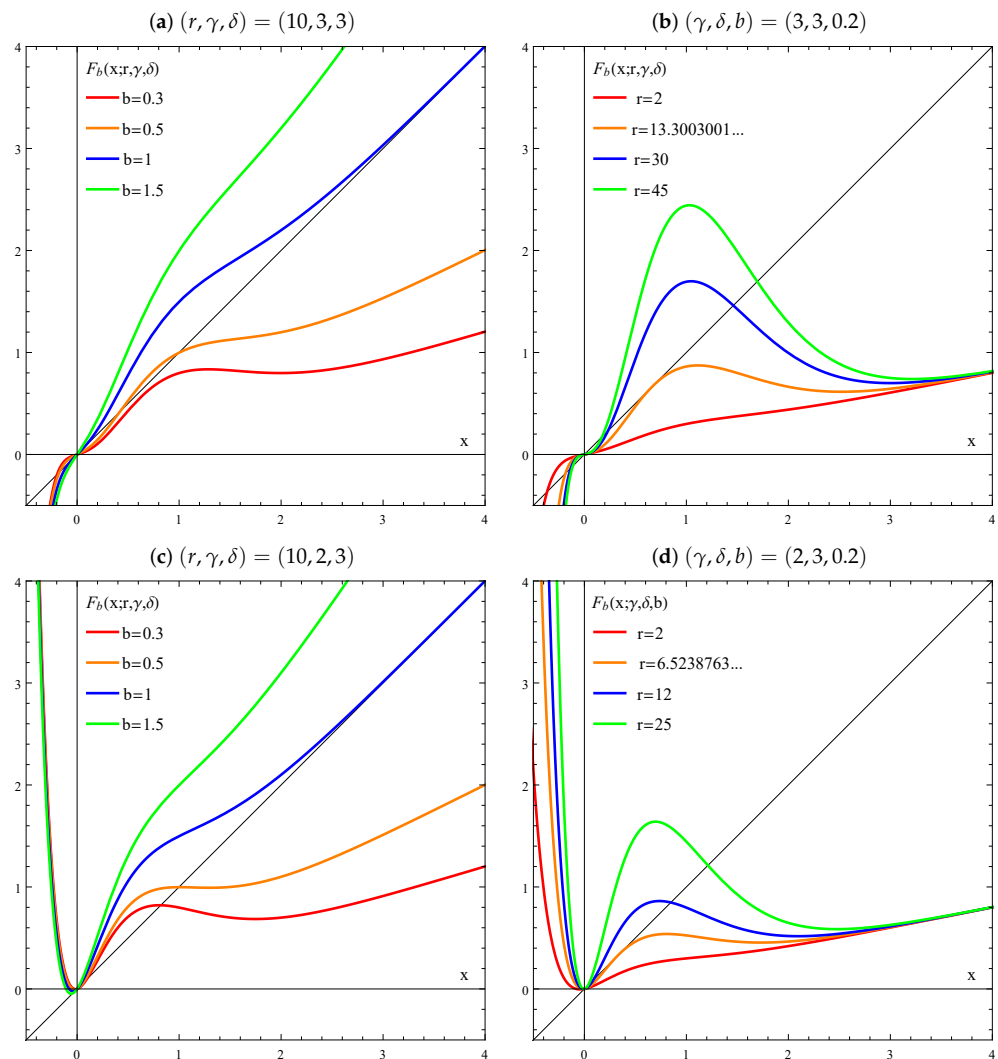 (a) (r, γ, δ) = (10, 3, 3)
F_b(x;r,γ,δ)
b=0.3
b=0.5
b=1
b=1.5
x
0 1 2 3 4
0
1
2
3
4
(b) (γ, δ, b) = (3, 3, 0.2)
F_b(x;r,γ,δ)
r=2
r=13.3003001...
r=30
r=45
x
0 1 2 3 4
0
1
2
3
4
(c) (r, γ, δ) = (10, 2, 3)
F_b(x;r,γ,δ)
b=0.3
b=0.5
b=1
b=1.5
x
0 1 2 3 4
0
1
2
3
4
(d) (γ, δ, b) = (2, 3, 0.2)
F_b(x;γ,δ,b)
r=2
r=6.5238763...
r=12
r=25
x
0 1 2 3 4
0
1
2
3
4